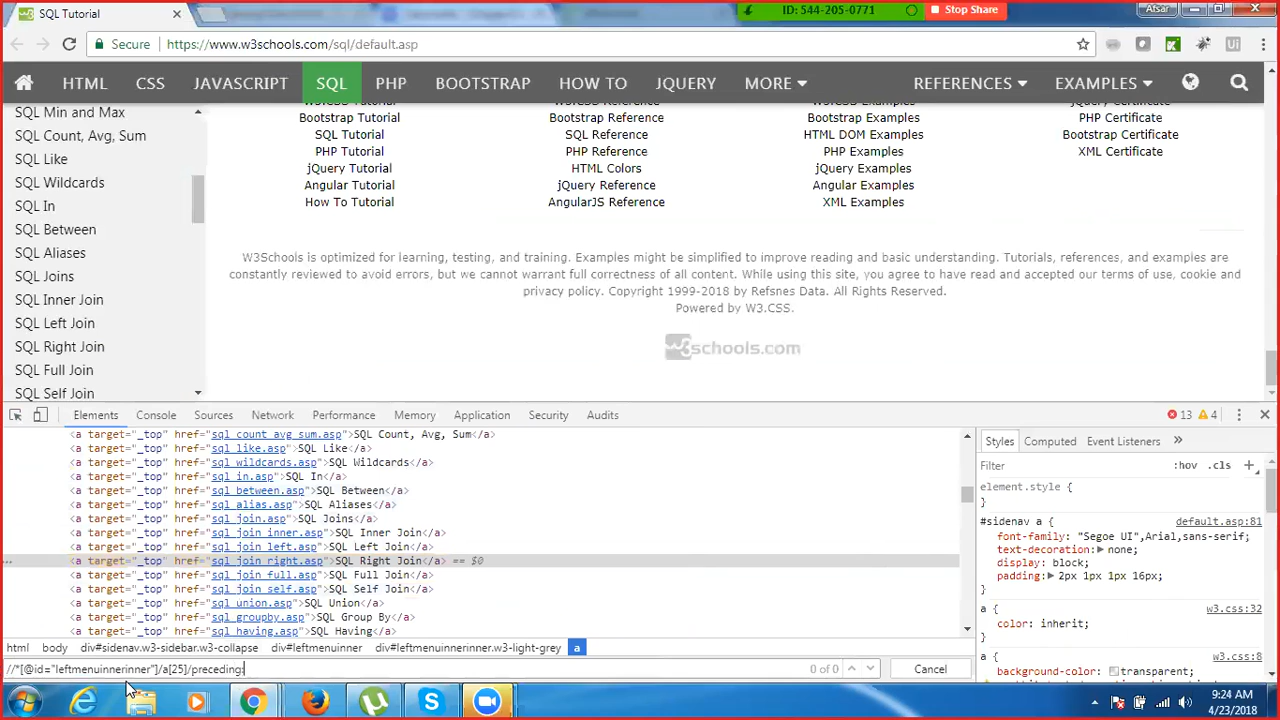 SQL Tutorial
ID: 544-205-0771
Stop Share
Afsar
Secure
https://www.w3schools.com/sql/default.asp
HTML CSS JAVASCRIPT SQL PHP BOOTSTRAP HOW TO JQUERY MORE REFERENCES EXAMPLES
SQL Min and Max
SQL Count, Avg, Sum
SQL Like
SQL Wildcards
SQL In
SQL Between
SQL Aliases
SQL Joins
SQL Inner Join
SQL Left Join
SQL Right Join
SQL Full Join
SQL Self Join
W3.CSS Tutorial W3.CSS Reference W3.CSS Examples jQuery Certificate
Bootstrap Tutorial Bootstrap Reference Bootstrap Examples PHP Certificate
SQL Tutorial SQL Reference HTML DOM Examples Bootstrap Certificate
PHP Tutorial PHP Reference PHP Examples XML Certificate
jQuery Tutorial HTML Colors jQuery Examples
Angular Tutorial jQuery Reference Angular Examples
How To Tutorial AngularJS Reference XML Examples
W3Schools is optimized for learning, testing, and training. Examples might be simplified to improve reading and basic understanding. Tutorials, references, and examples are
constantly reviewed to avoid errors, but we cannot warrant full correctness of all content. While using this site, you agree to have read and accepted our terms of use, cookie and
privacy policy. Copyright 1999-2018 by Refsnes Data. All Rights Reserved.
Powered by W3.CSS.
w3schools.com
Elements Console Sources Network Performance Memory Application Security Audits 13 4
<a target="_top" href="sql_count_avg_sum.asp">SQL Count, Avg, Sum</a>
<a target="_top" href="sql_like.asp">SQL Like</a>
<a target="_top" href="sql_wildcards.asp">SQL Wildcards</a>
<a target="_top" href="sql_in.asp">SQL In</a>
<a target="_top" href="sql_between.asp">SQL Between</a>
<a target="_top" href="sql_alias.asp">SQL Aliases</a>
<a target="_top" href="sql_join.asp">SQL Joins</a>
<a target="_top" href="sql_join_inner.asp">SQL Inner Join</a>
<a target="_top" href="sql_join_left.asp">SQL Left Join</a>
<a target="_top" href="sql_join_right.asp">SQL Right Join</a> == $0
<a target="_top" href="sql_join_full.asp">SQL Full Join</a>
<a target="_top" href="sql_join_self.asp">SQL Self Join</a>
<a target="_top" href="sql_union.asp">SQL Union</a>
<a target="_top" href="sql_groupby.asp">SQL Group By</a>
<a target="_top" href="sql_having.asp">SQL Having</a>
html body div#sidenav.w3-sidebar.w3-collapse div#leftmenuinner div#leftmenuinnerinner.w3-light-grey a
//*[@id="leftmenuinnerinner"]/a[25]/preceding: 0 of 0 Cancel
Styles Computed Event Listeners »
Filter :hov .cls +
element.style {
}
#sidenav a { default.asp:81
font-family: "Segoe UI",Arial,sans-serif;
text-decoration: none;
display: block;
padding: 2px 1px 1px 16px;
}
a { w3.css:32
color: inherit;
}
a { w3.css:8
background-color: transparent;
9:24 AM
4/23/2018